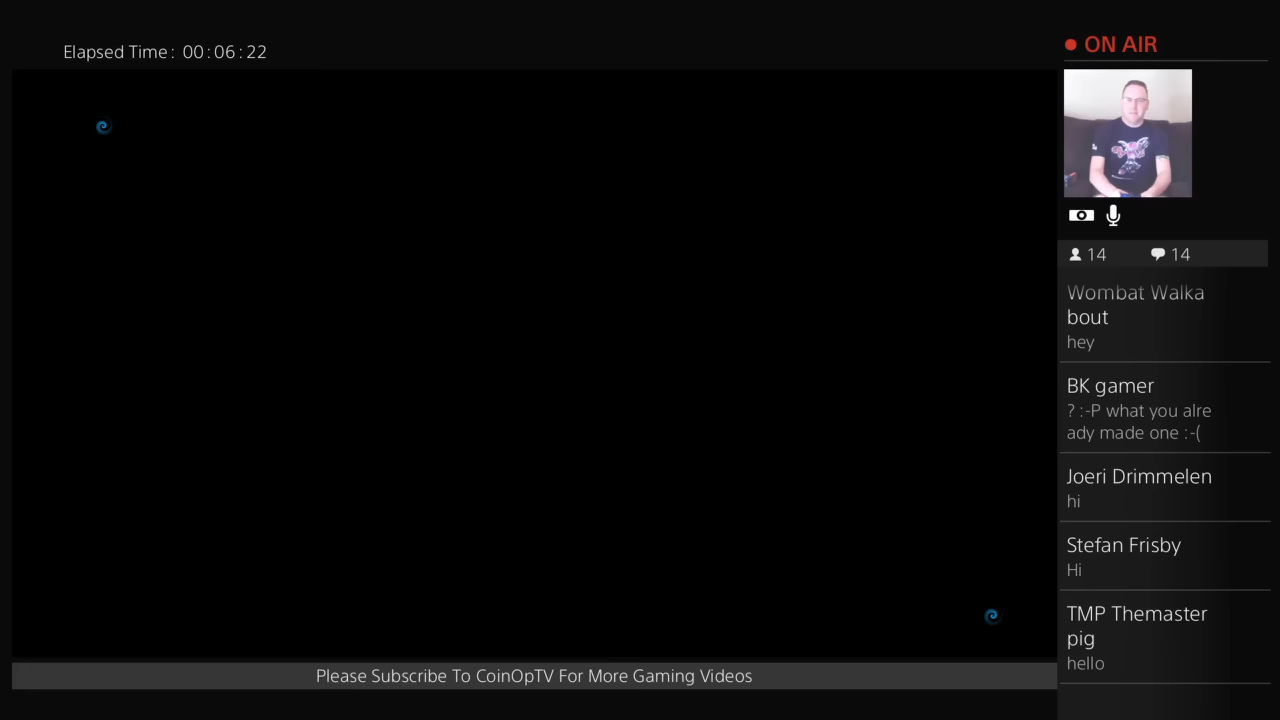 Elapsed Time: 00:06:22
ON AIR
14 14
Wombat Walka
bout
hey
BK gamer
? :-P what you alre
ady made one :-(
Joeri Drimmelen
hi
Stefan Frisby
Hi
TMP Themaster
pig
hello
Please Subscribe To CoinOpTV For More Gaming Videos